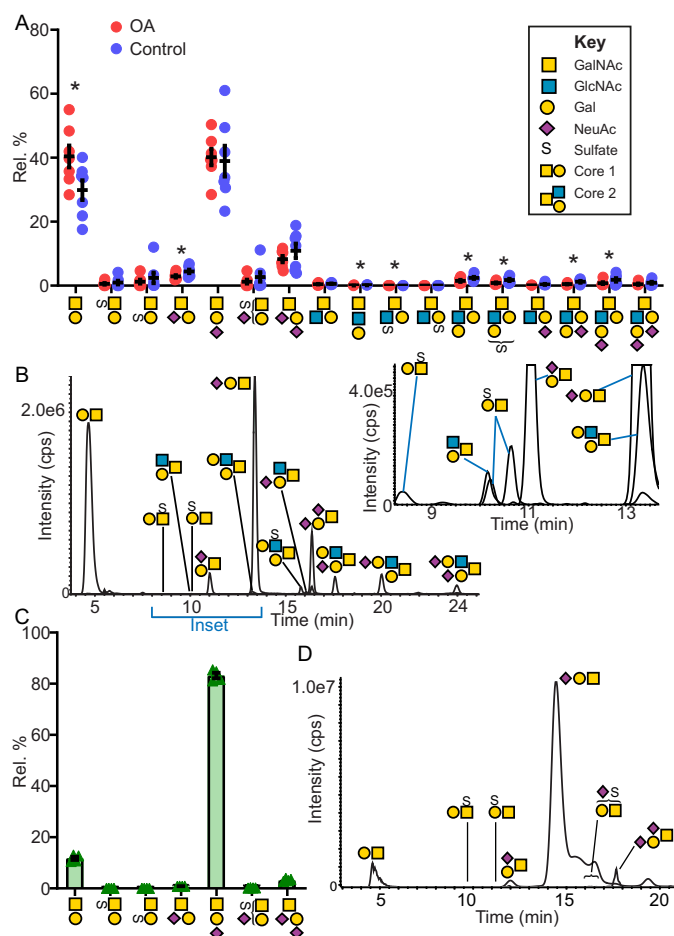 A
OA
Control
Rel. %
80
60
40
20
0
*
*
* *
* *
* *
S
S
S
S
S
S
Key
GalNAc
GlcNAc
Gal
NeuAc
S Sulfate
Core 1
Core 2
B
Intensity (cps)
2.0e6
0
S
S
S
5
10
15
20
24
Time (min)
Inset
Intensity (cps)
4.0e5
0
S
S
9
11
13
Time (min)
C
Rel. %
100
80
60
40
20
0
S
S
S
D
Intensity (cps)
1.0e7
0
S
S
S
5
10
15
20
Time (min)